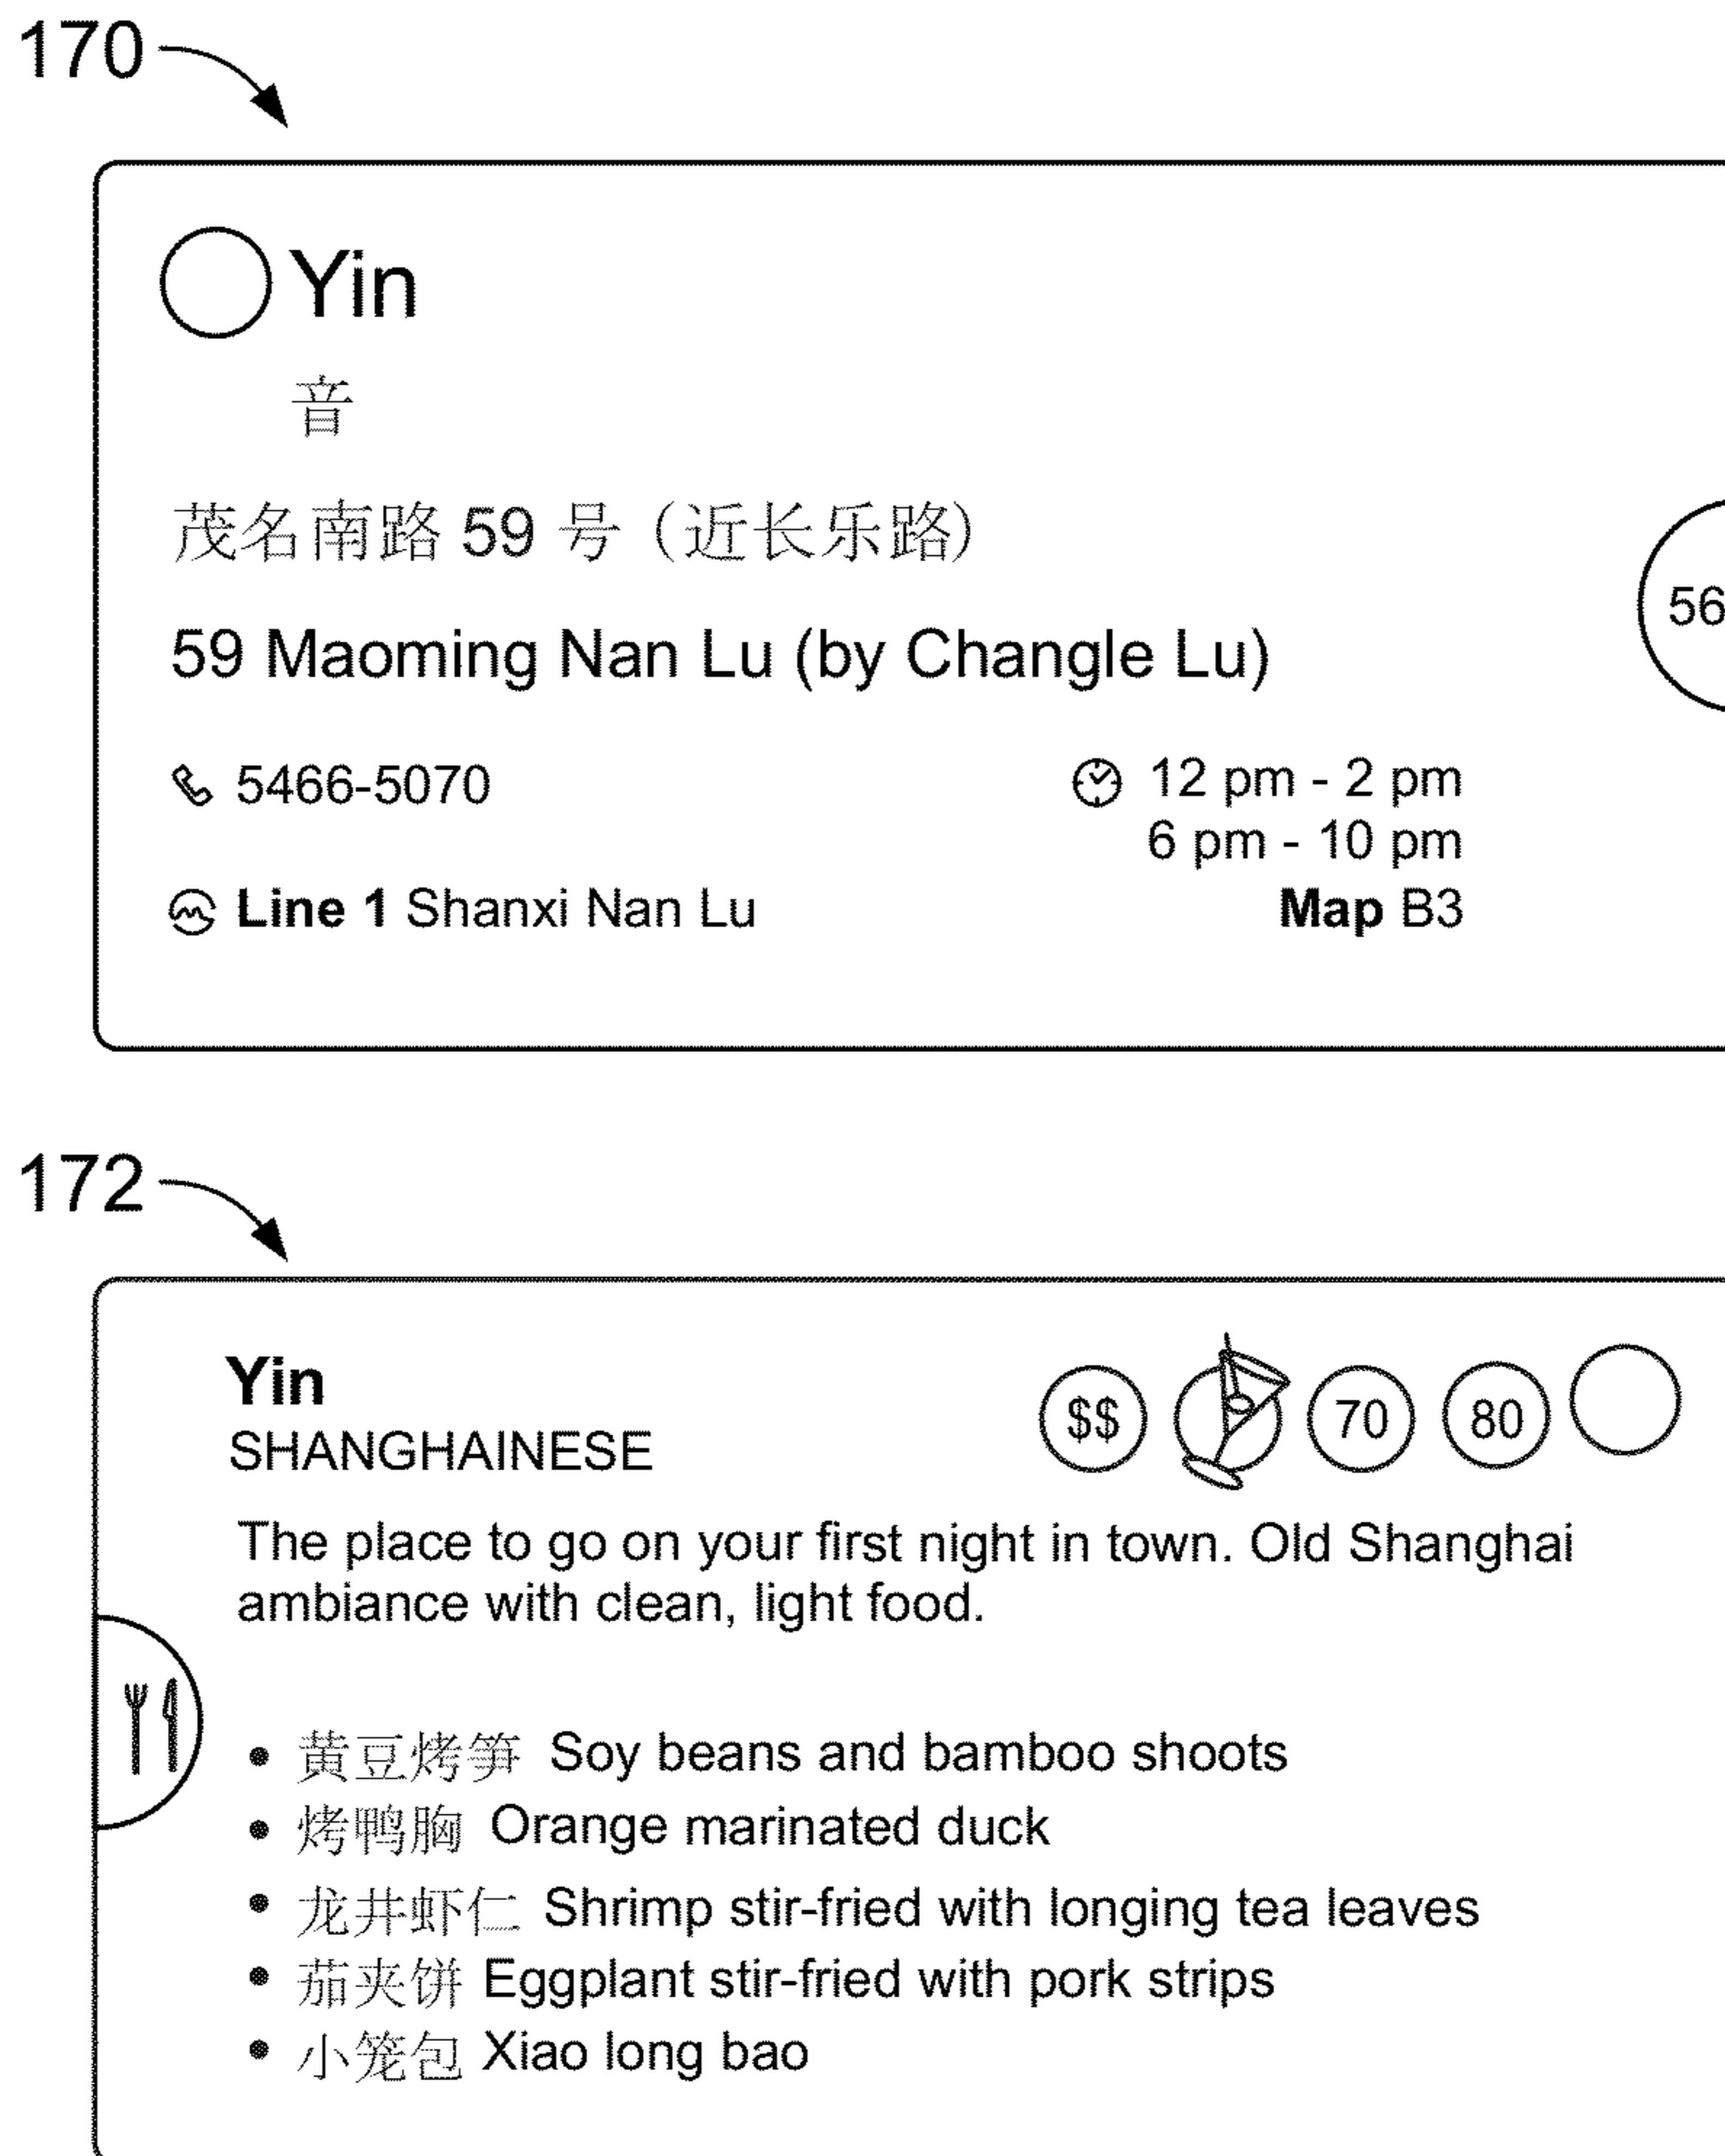 170
Yin
音
茂名南路 59 号 (近长乐路)
56
59 Maoming Nan Lu (by Changle Lu)
5466-5070
12 pm - 2 pm
6 pm - 10 pm
Line 1 Shanxi Nan Lu
Map B3
172
Yin
$$ 70 80
SHANGHAINESE
The place to go on your first night in town. Old Shanghai
ambiance with clean, light food.
• 黄豆烤笋 Soy beans and bamboo shoots
• 烤鸭胸 Orange marinated duck
• 龙井虾仁 Shrimp stir-fried with longing tea leaves
• 茄夹饼 Eggplant stir-fried with pork strips
• 小笼包 Xiao long bao